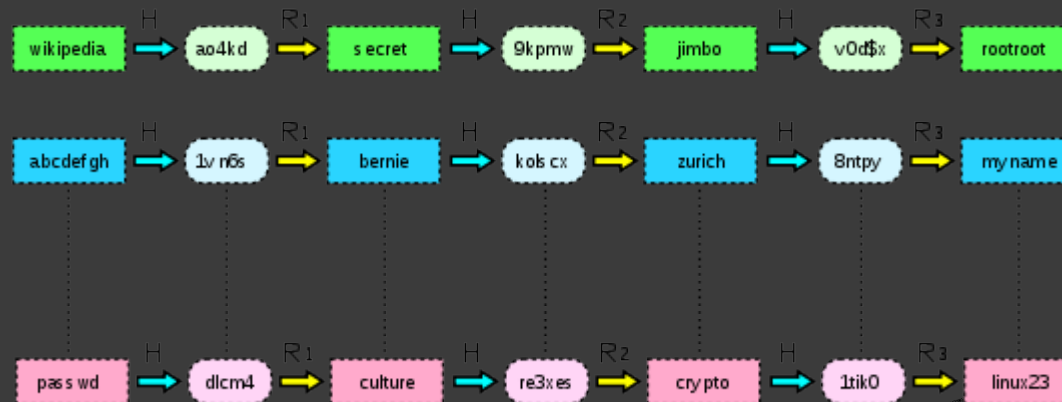 H R1 H R2 H R3
wikipedia ao4kd secret 9kpmw jimbo v0d$x rootroot
H R1 H R2 H R3
abcdefgh 1vn6s bernie kolscx zurich 8ntpy myname
H R1 H R2 H R3
passwd dlcm4 culture re3xes crypto 1tik0 linux23